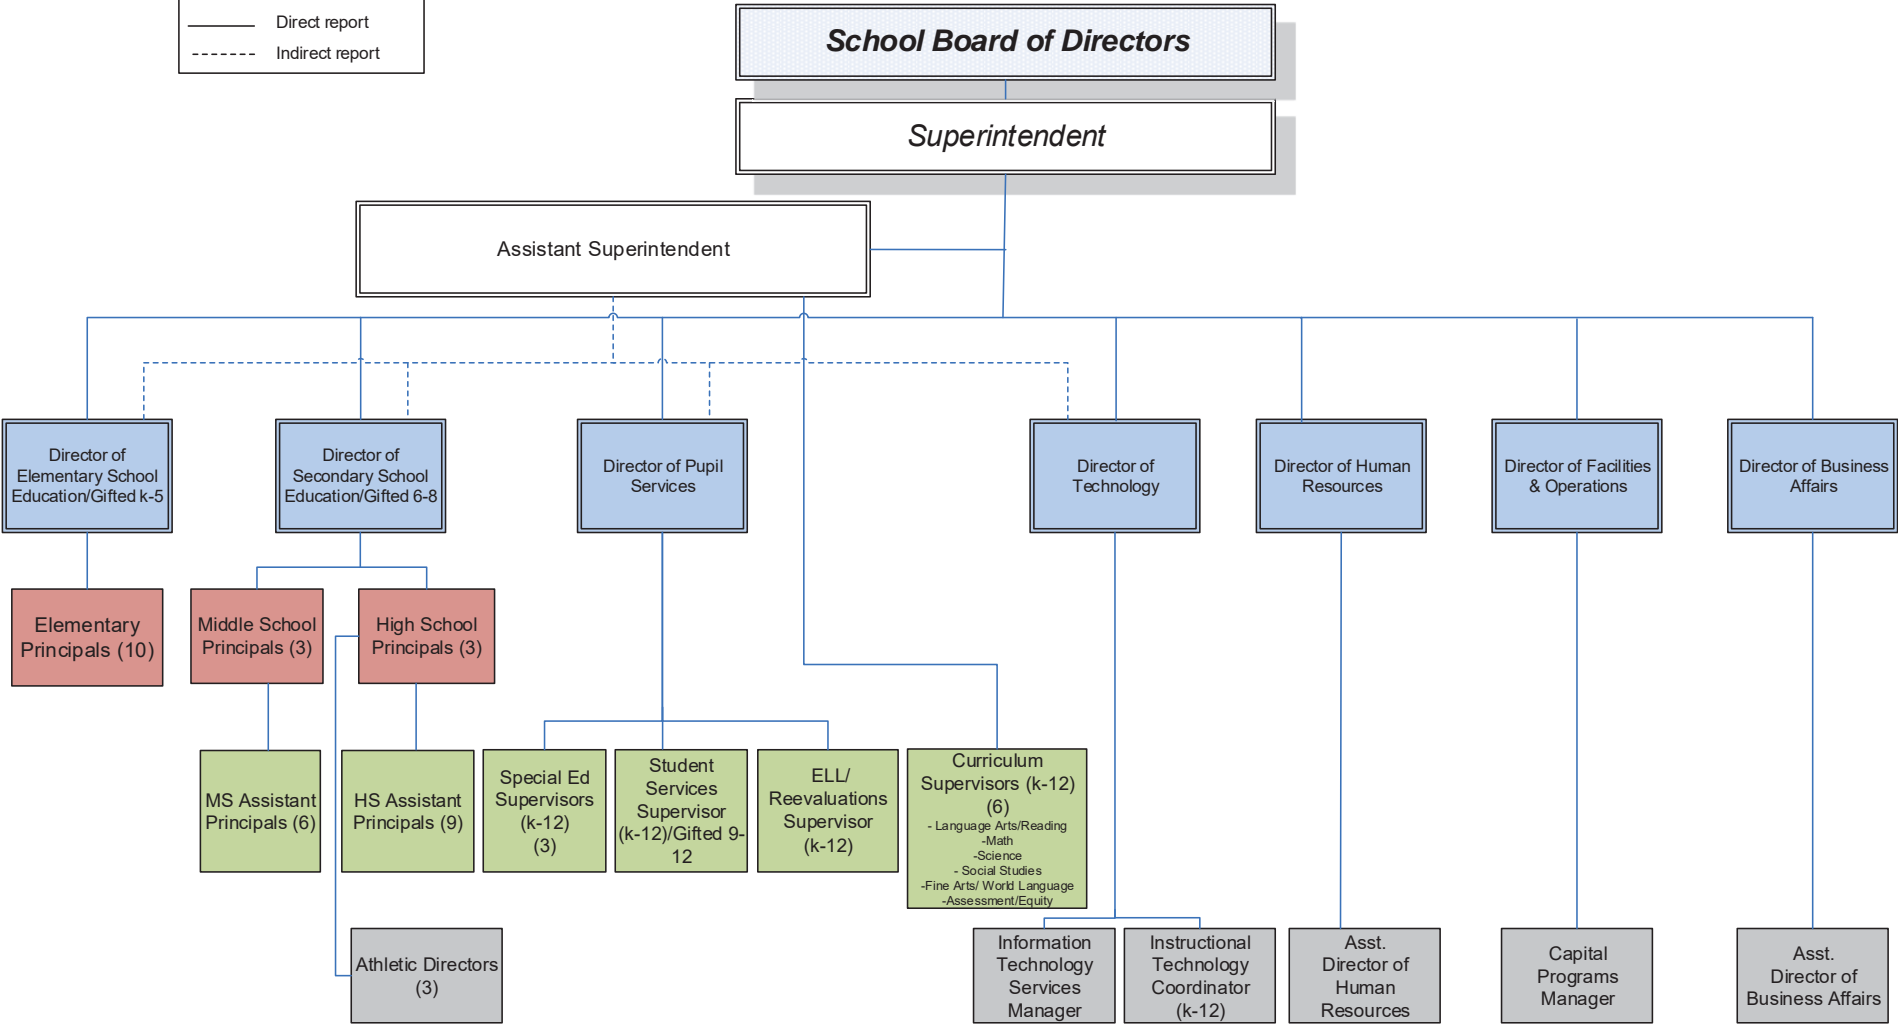 Direct report
Indirect report
School Board of Directors
Superintendent
Assistant Superintendent
Director of
Elementary School
Education/Gifted k-5
Director of
Secondary School
Education/Gifted 6-8
Director of Pupil
Services
Director of
Technology
Director of Human
Resources
Director of Facilities
& Operations
Director of Business
Affairs
Elementary
Principals (10)
Middle School
Principals (3)
High School
Principals (3)
MS Assistant
Principals (6)
HS Assistant
Principals (9)
Special Ed
Supervisors
(k-12)
(3)
Student
Services
Supervisor
(k-12)/Gifted 9-
12
ELL/
Reevaluations
Supervisor
(k-12)
Curriculum
Supervisors (k-12)
(6)
- Language Arts/Reading
-Math
-Science
- Social Studies
-Fine Arts/ World Language
-Assessment/Equity
Athletic Directors
(3)
Information
Technology
Services
Manager
Instructional
Technology
Coordinator
(k-12)
Asst.
Director of
Human
Resources
Capital
Programs
Manager
Asst.
Director of
Business Affairs